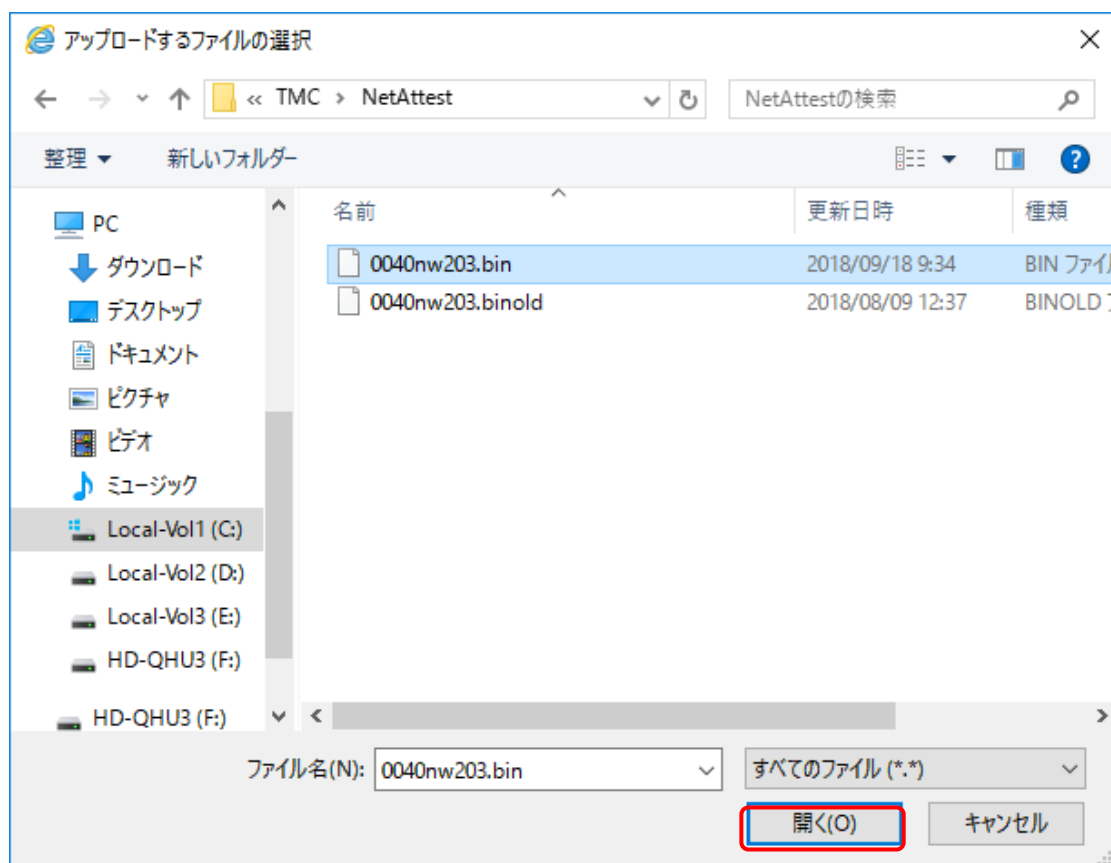 アップロードするファイルの選択
« TMC > NetAttest
NetAttestの検索
整理
新しいフォルダー
PC
ダウンロード
デスクトップ
ドキュメント
ピクチャ
ビデオ
ミュージック
Local-Vol1 (C:)
Local-Vol2 (D:)
Local-Vol3 (E:)
HD-QHU3 (F:)
HD-QHU3 (F:)
名前 更新日時 種類
0040nw203.bin 2018/09/18 9:34 BIN ファイ
0040nw203.binold 2018/08/09 12:37 BINOLD
ファイル名(N): 0040nw203.bin
すべてのファイル (*.*)
開く(O)
キャンセル